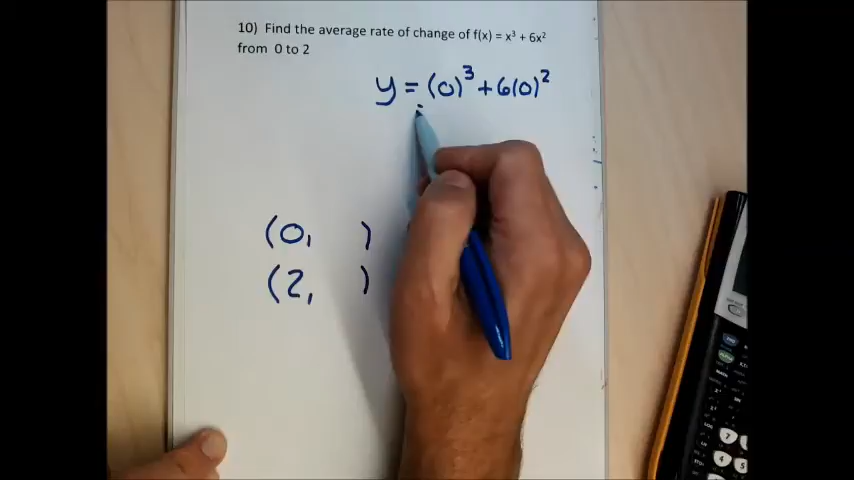 10) Find the average rate of change of f(x) = x³ + 6x²
from 0 to 2
y = (0)³ + 6(0)²
(0, )
(2, )